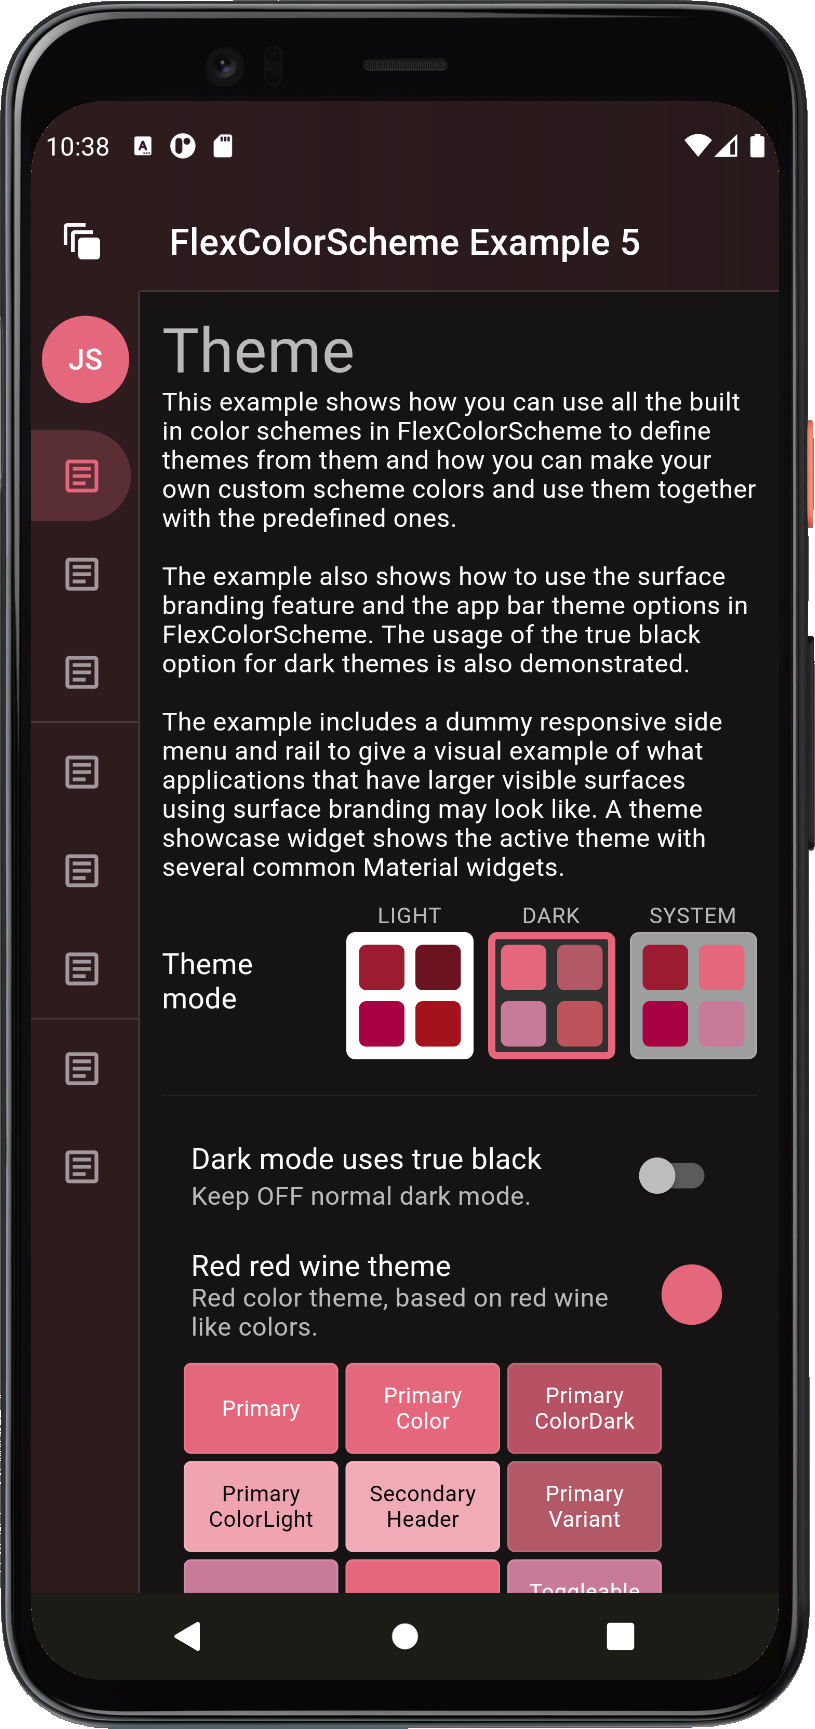 10:38
A
FlexColorScheme Example 5
JS
Theme
This example shows how you can use all the built
in color schemes in FlexColorScheme to define
themes from them and how you can make your
own custom scheme colors and use them together
with the predefined ones.
The example also shows how to use the surface
branding feature and the app bar theme options in
FlexColorScheme. The usage of the true black
option for dark themes is also demonstrated.
The example includes a dummy responsive side
menu and rail to give a visual example of what
applications that have larger visible surfaces
using surface branding may look like. A theme
showcase widget shows the active theme with
several common Material widgets.
LIGHT DARK SYSTEM
Theme
mode
Dark mode uses true black
Keep OFF normal dark mode.
Red red wine theme
Red color theme, based on red wine
like colors.
Primary
Primary
Color
Primary
ColorDark
Primary
ColorLight
Secondary
Header
Primary
Variant
Toggleable